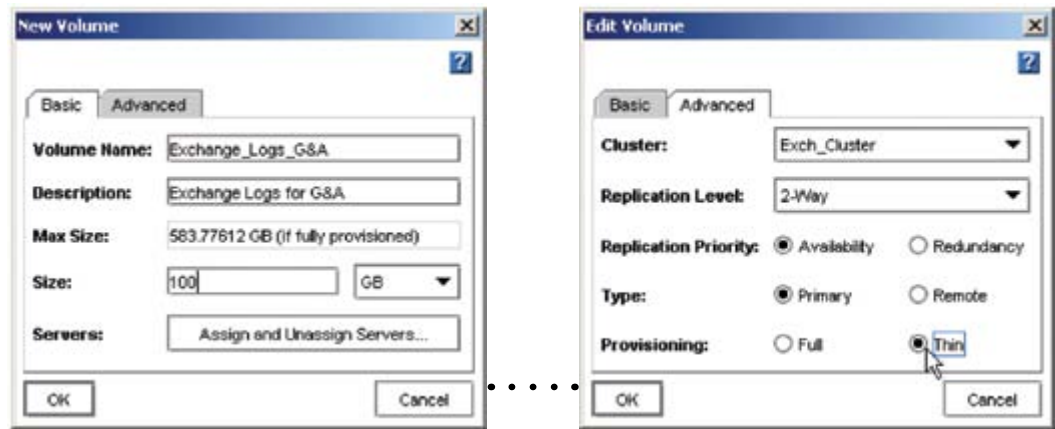 New Volume
?
Basic Advanced
Volume Name: Exchange_Logs_G&A
Description: Exchange Logs for G&A
Max Size: 583.77612 GB (if fully provisioned)
Size: 100 GB
Servers: Assign and Unassign Servers...
OK Cancel
Edit Volume
?
Basic Advanced
Cluster: Exch_Cluster
Replication Level: 2-Way
Replication Priority: Availability Redundancy
Type: Primary Remote
Provisioning: Full Thin
OK Cancel